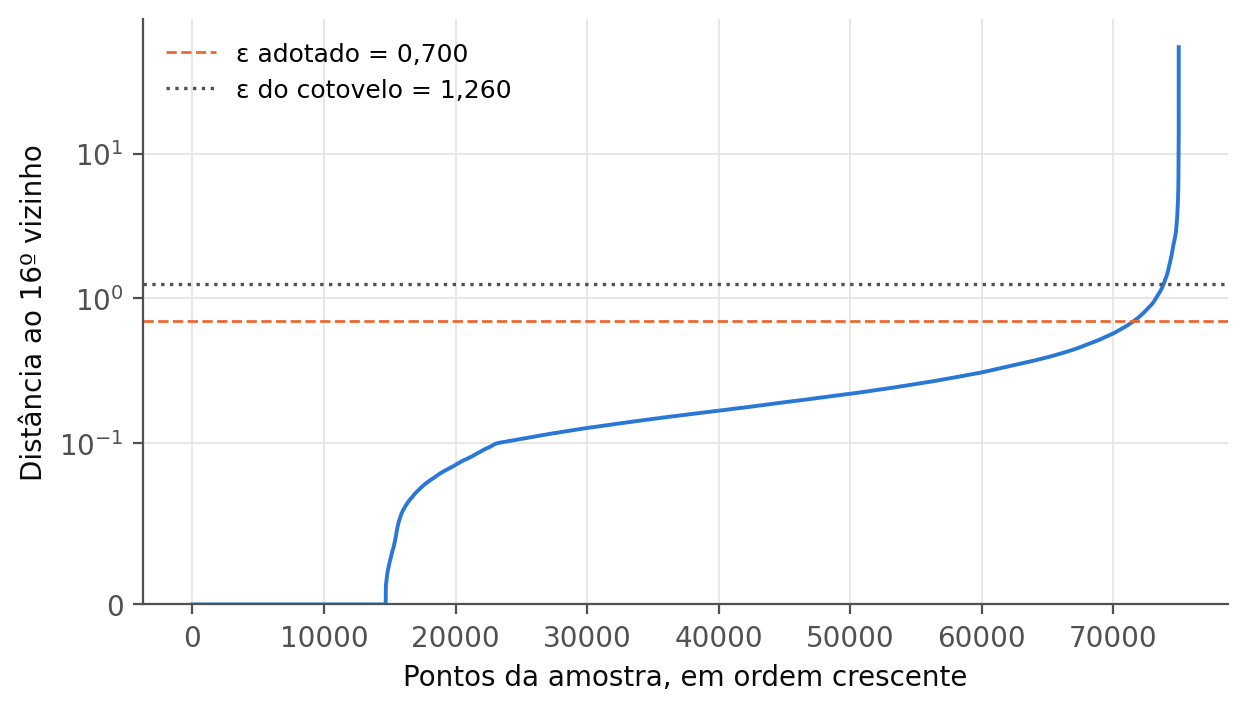 ε adotado = 0,700
ε do cotovelo = 1,260
Distância ao 16º vizinho
10¹
10⁰
10⁻¹
0
0 10000 20000 30000 40000 50000 60000 70000
Pontos da amostra, em ordem crescente